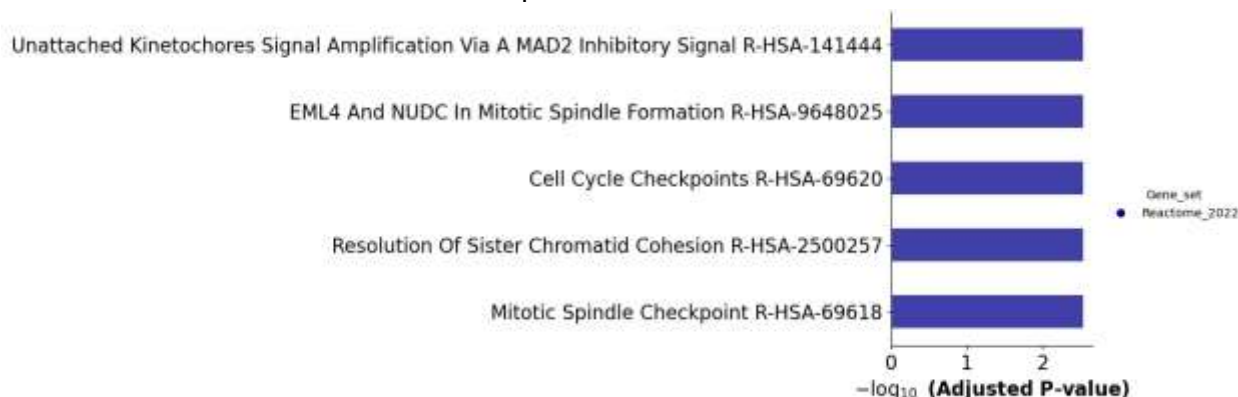 Unattached Kinetochores Signal Amplification Via A MAD2 Inhibitory Signal R-HSA-141444
EML4 And NUDC In Mitotic Spindle Formation R-HSA-9648025
Cell Cycle Checkpoints R-HSA-69620
Resolution Of Sister Chromatid Cohesion R-HSA-2500257
Mitotic Spindle Checkpoint R-HSA-69618
Gene_set
Reactome_2022
0 1 2
−log₁₀ (Adjusted P-value)